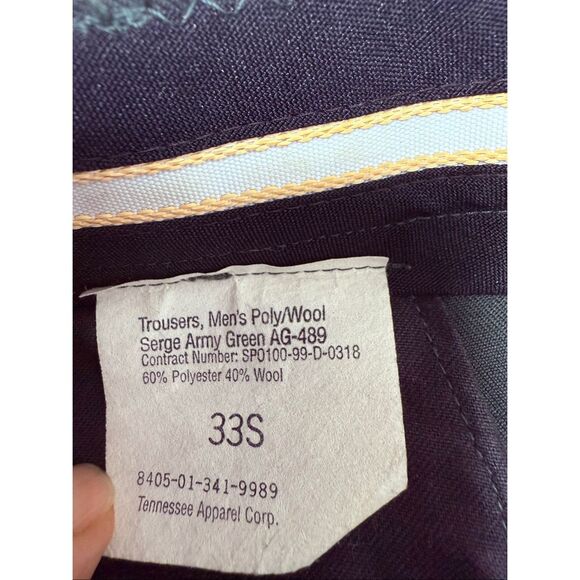 Trousers, Men's Poly/Wool
Serge Army Green AG-489
Contract Number: SPO100-99-D-0318
60% Polyester 40% Wool
33S
8405-01-341-9989
Tennessee Apparel Corp.